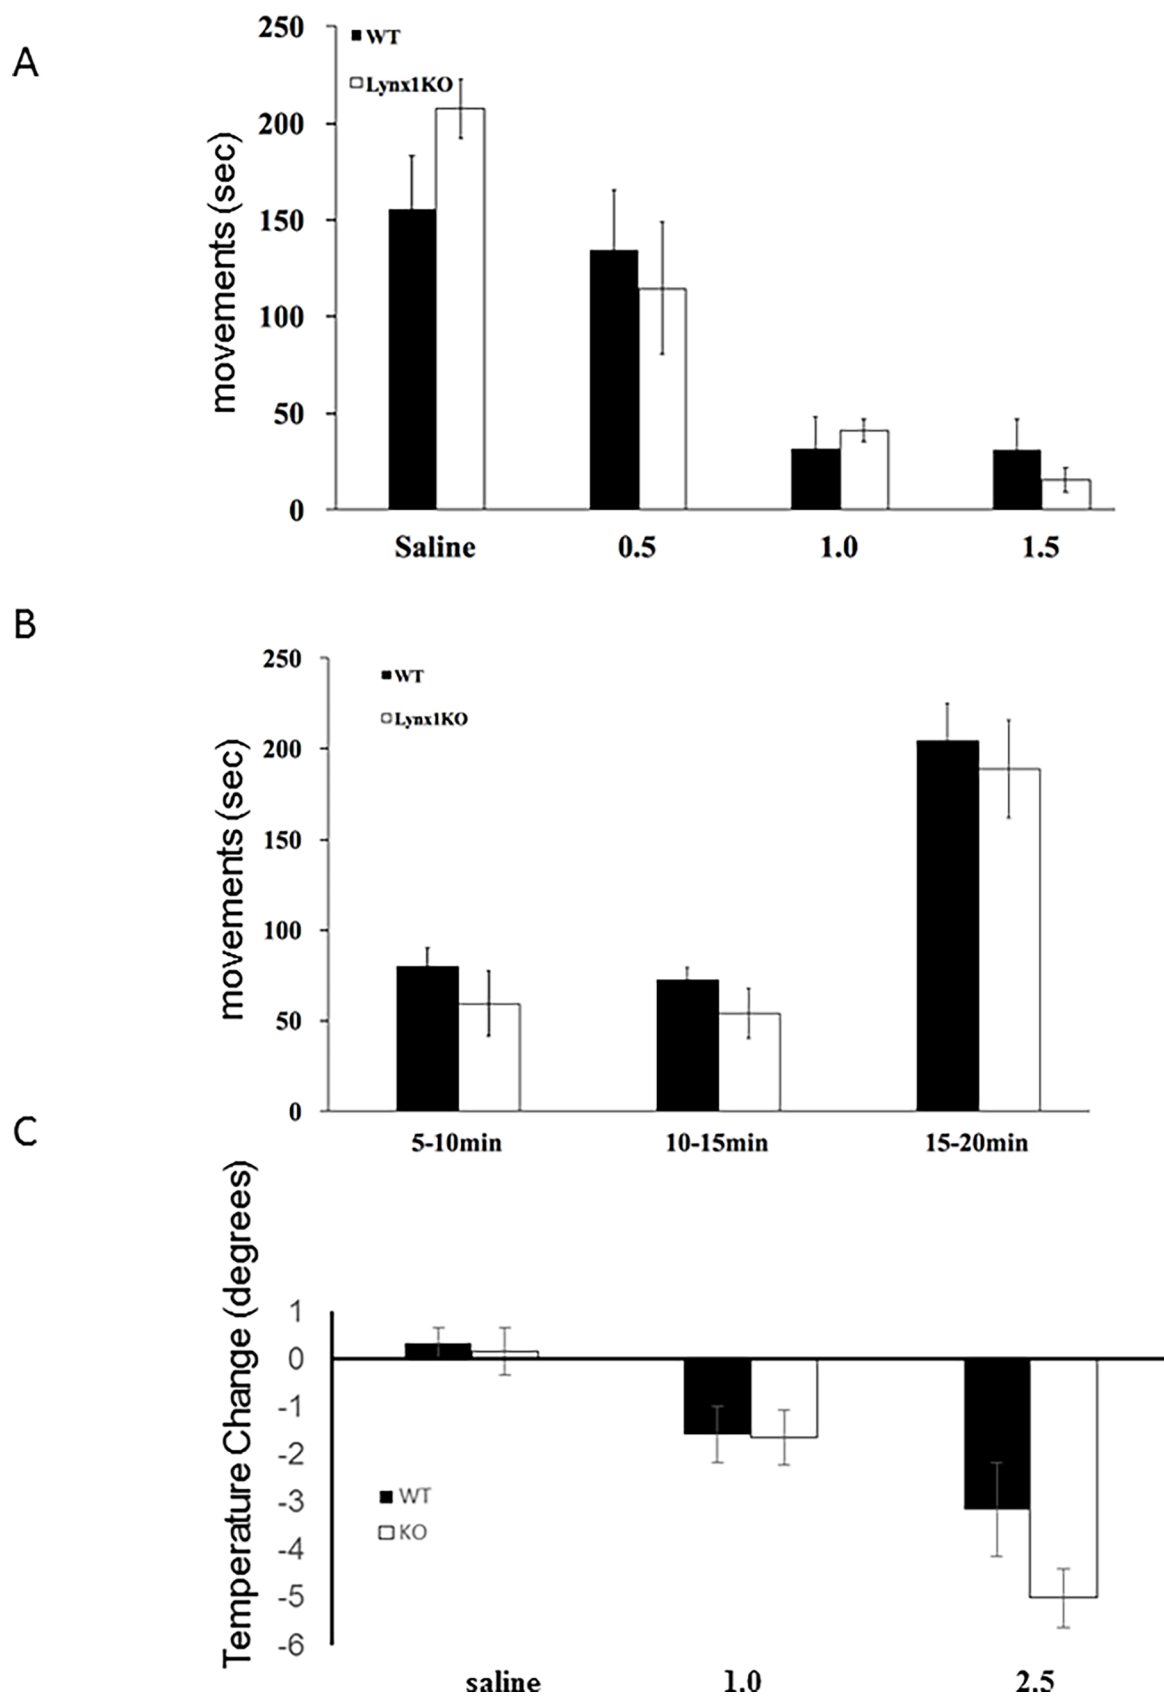 A
movements (sec)
250
200
150
100
50
0
WT
Lynx1KO
Saline 0.5 1.0 1.5
B
movements (sec)
250
200
150
100
50
0
WT
Lynx1KO
5-10min 10-15min 15-20min
C
Temperature Change (degrees)
1
0
-1
-2
-3
-4
-5
-6
WT
KO
saline 1.0 2.5